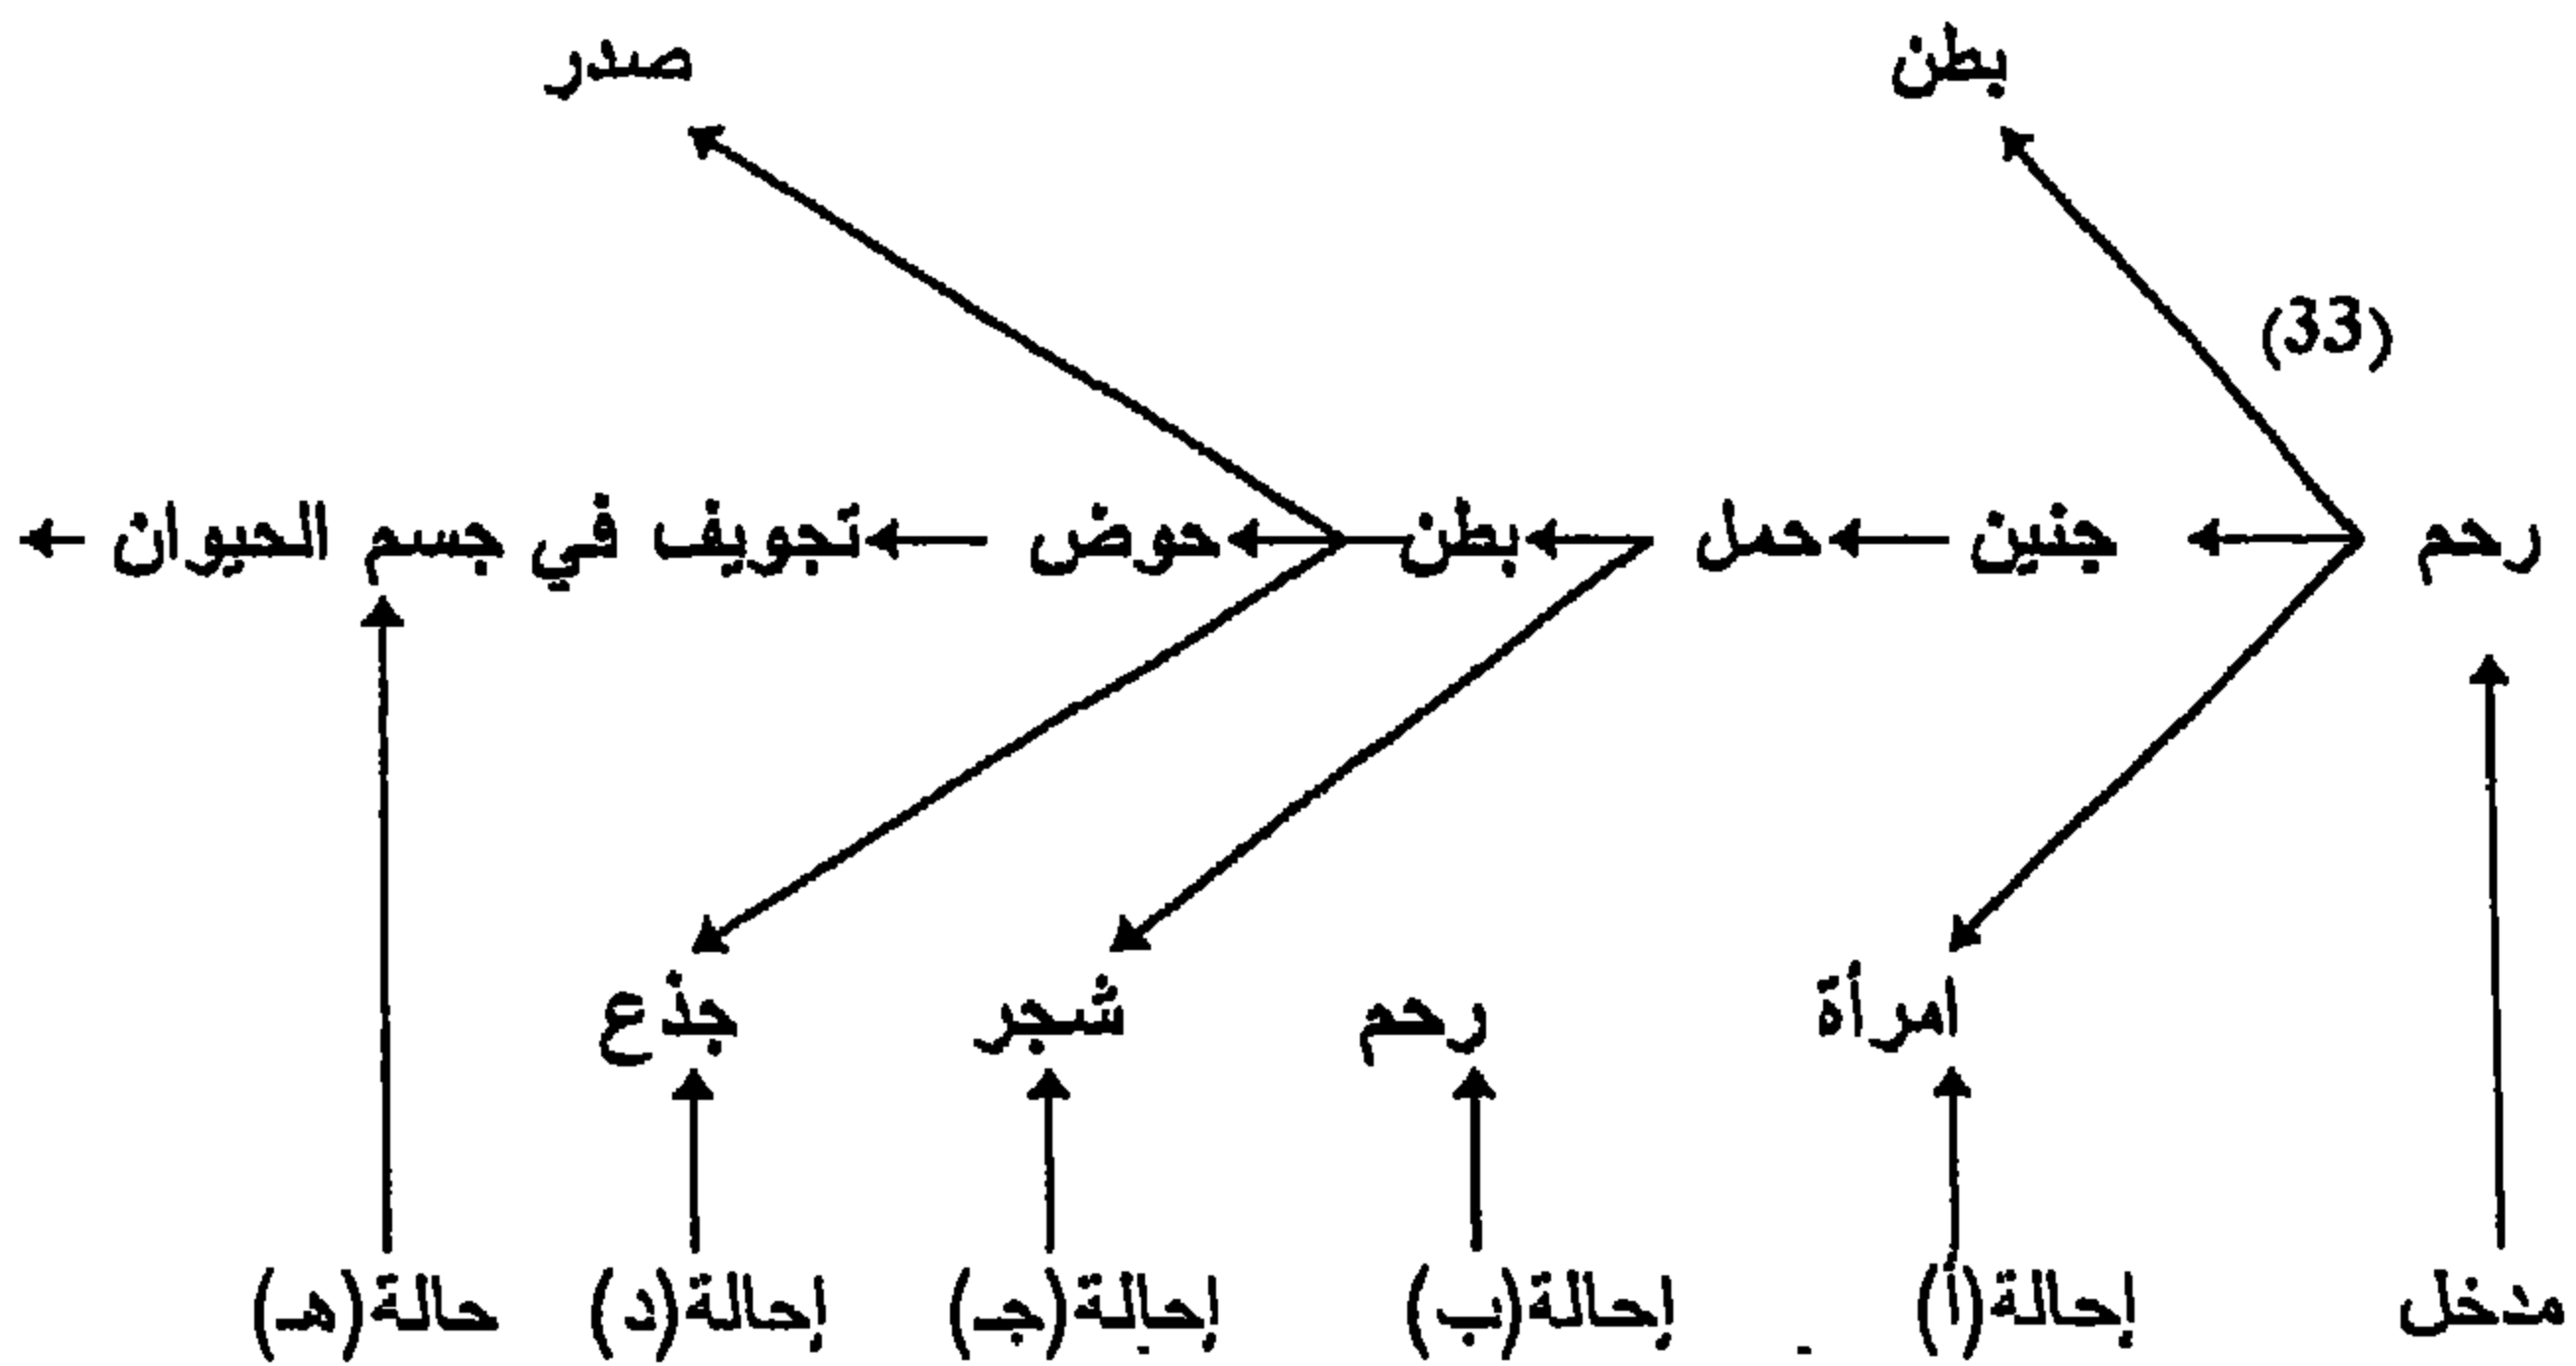 بطن صدر
(33)
رحم جنين حمل بطن حوض تجويف في جسم الحيوان
امرأة رحم شجر جذع
مدخل إحالة(أ) إحالة(ب) إحالة(جـ) إحالة(د) حالة(هـ)